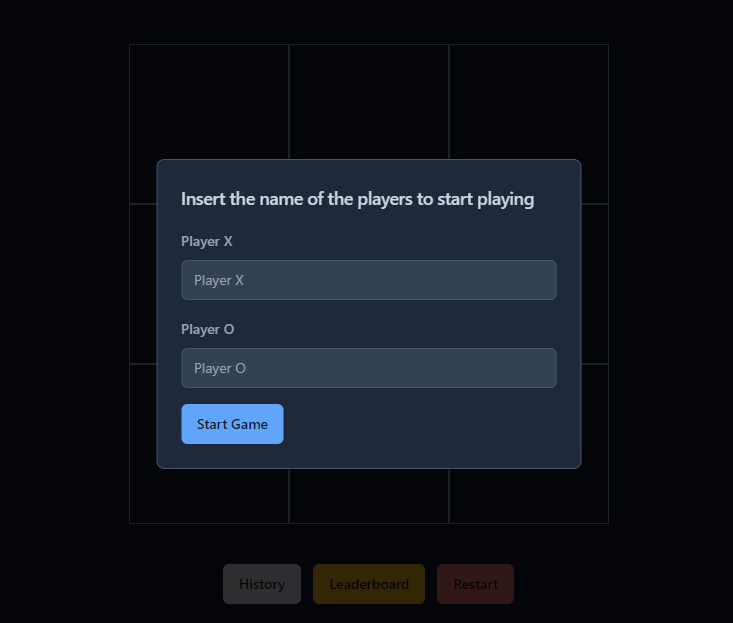 Insert the name of the players to start playing
Player X
Player X
Player O
Player O
Start Game
History Leaderboard Restart